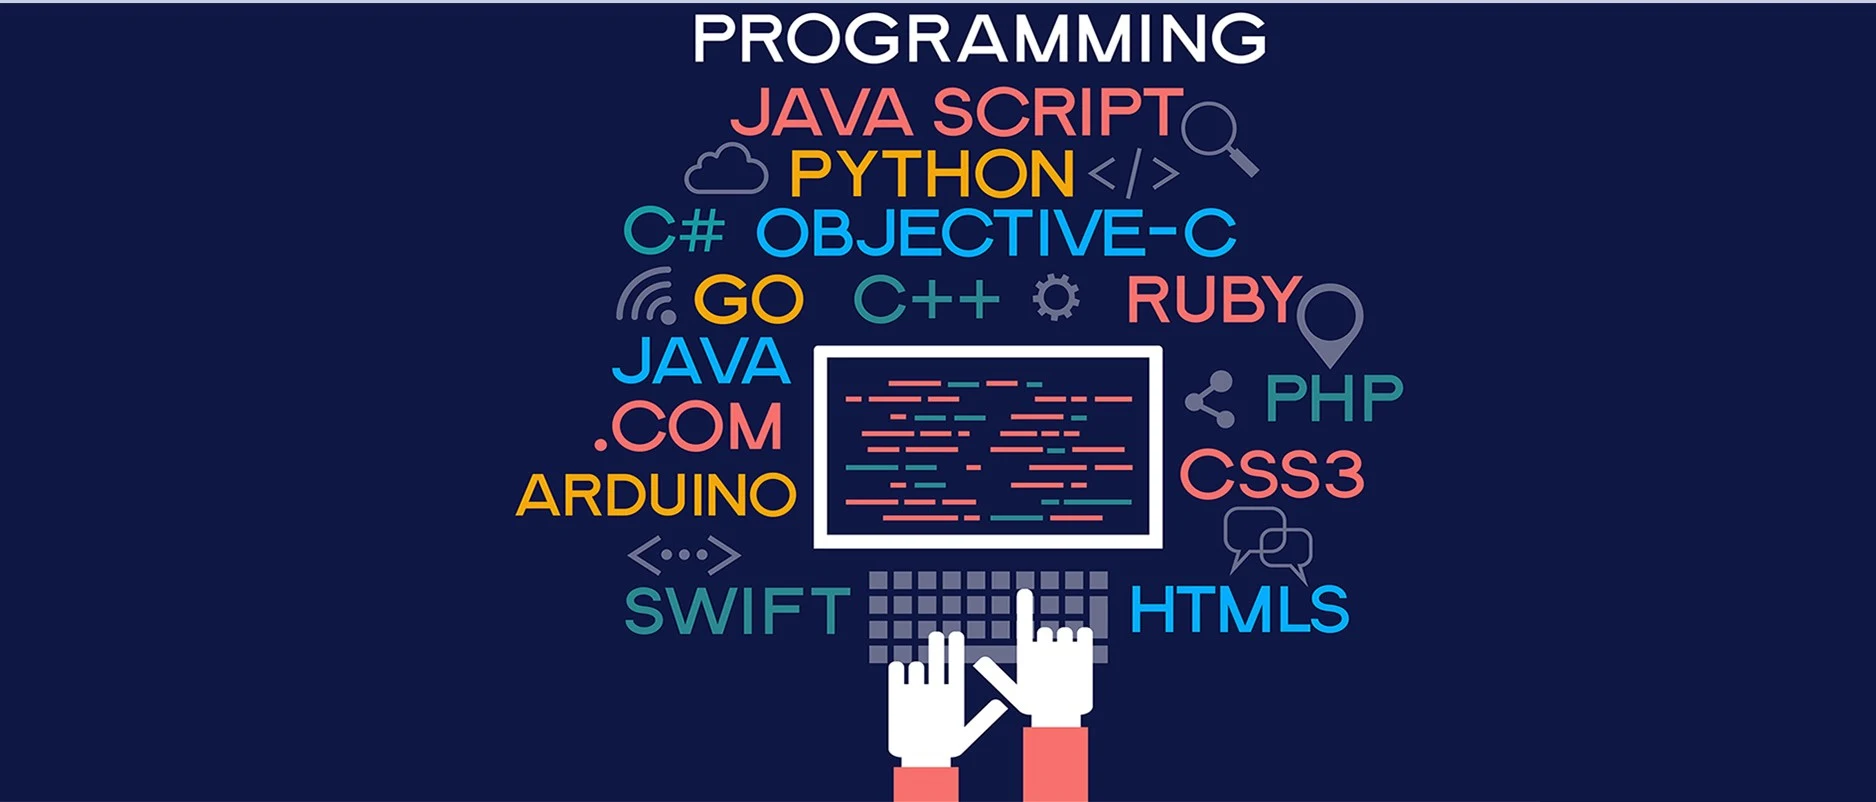 PROGRAMMING
JAVA SCRIPT
PYTHON </>
C# OBJECTIVE-C
GO C++ RUBY
JAVA
PHP
.COM
CSS3
ARDUINO
<•••>
SWIFT HTMLS